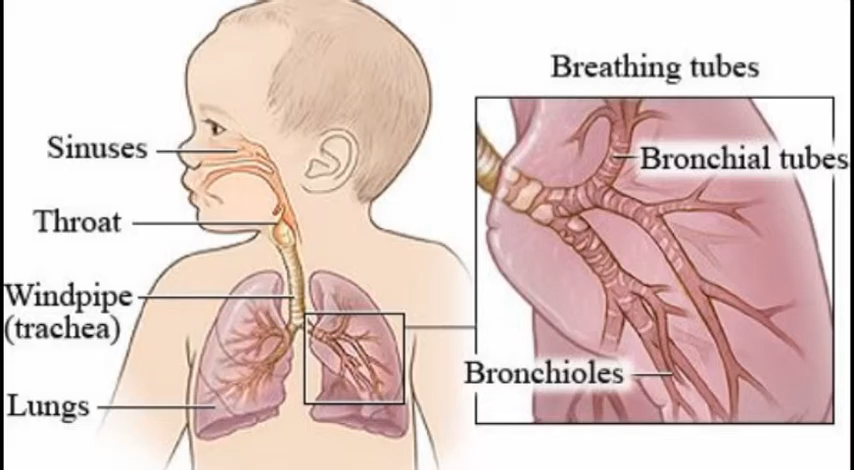 Breathing tubes
Sinuses
Bronchial tubes
Throat
Windpipe
(trachea)
Bronchioles
Lungs